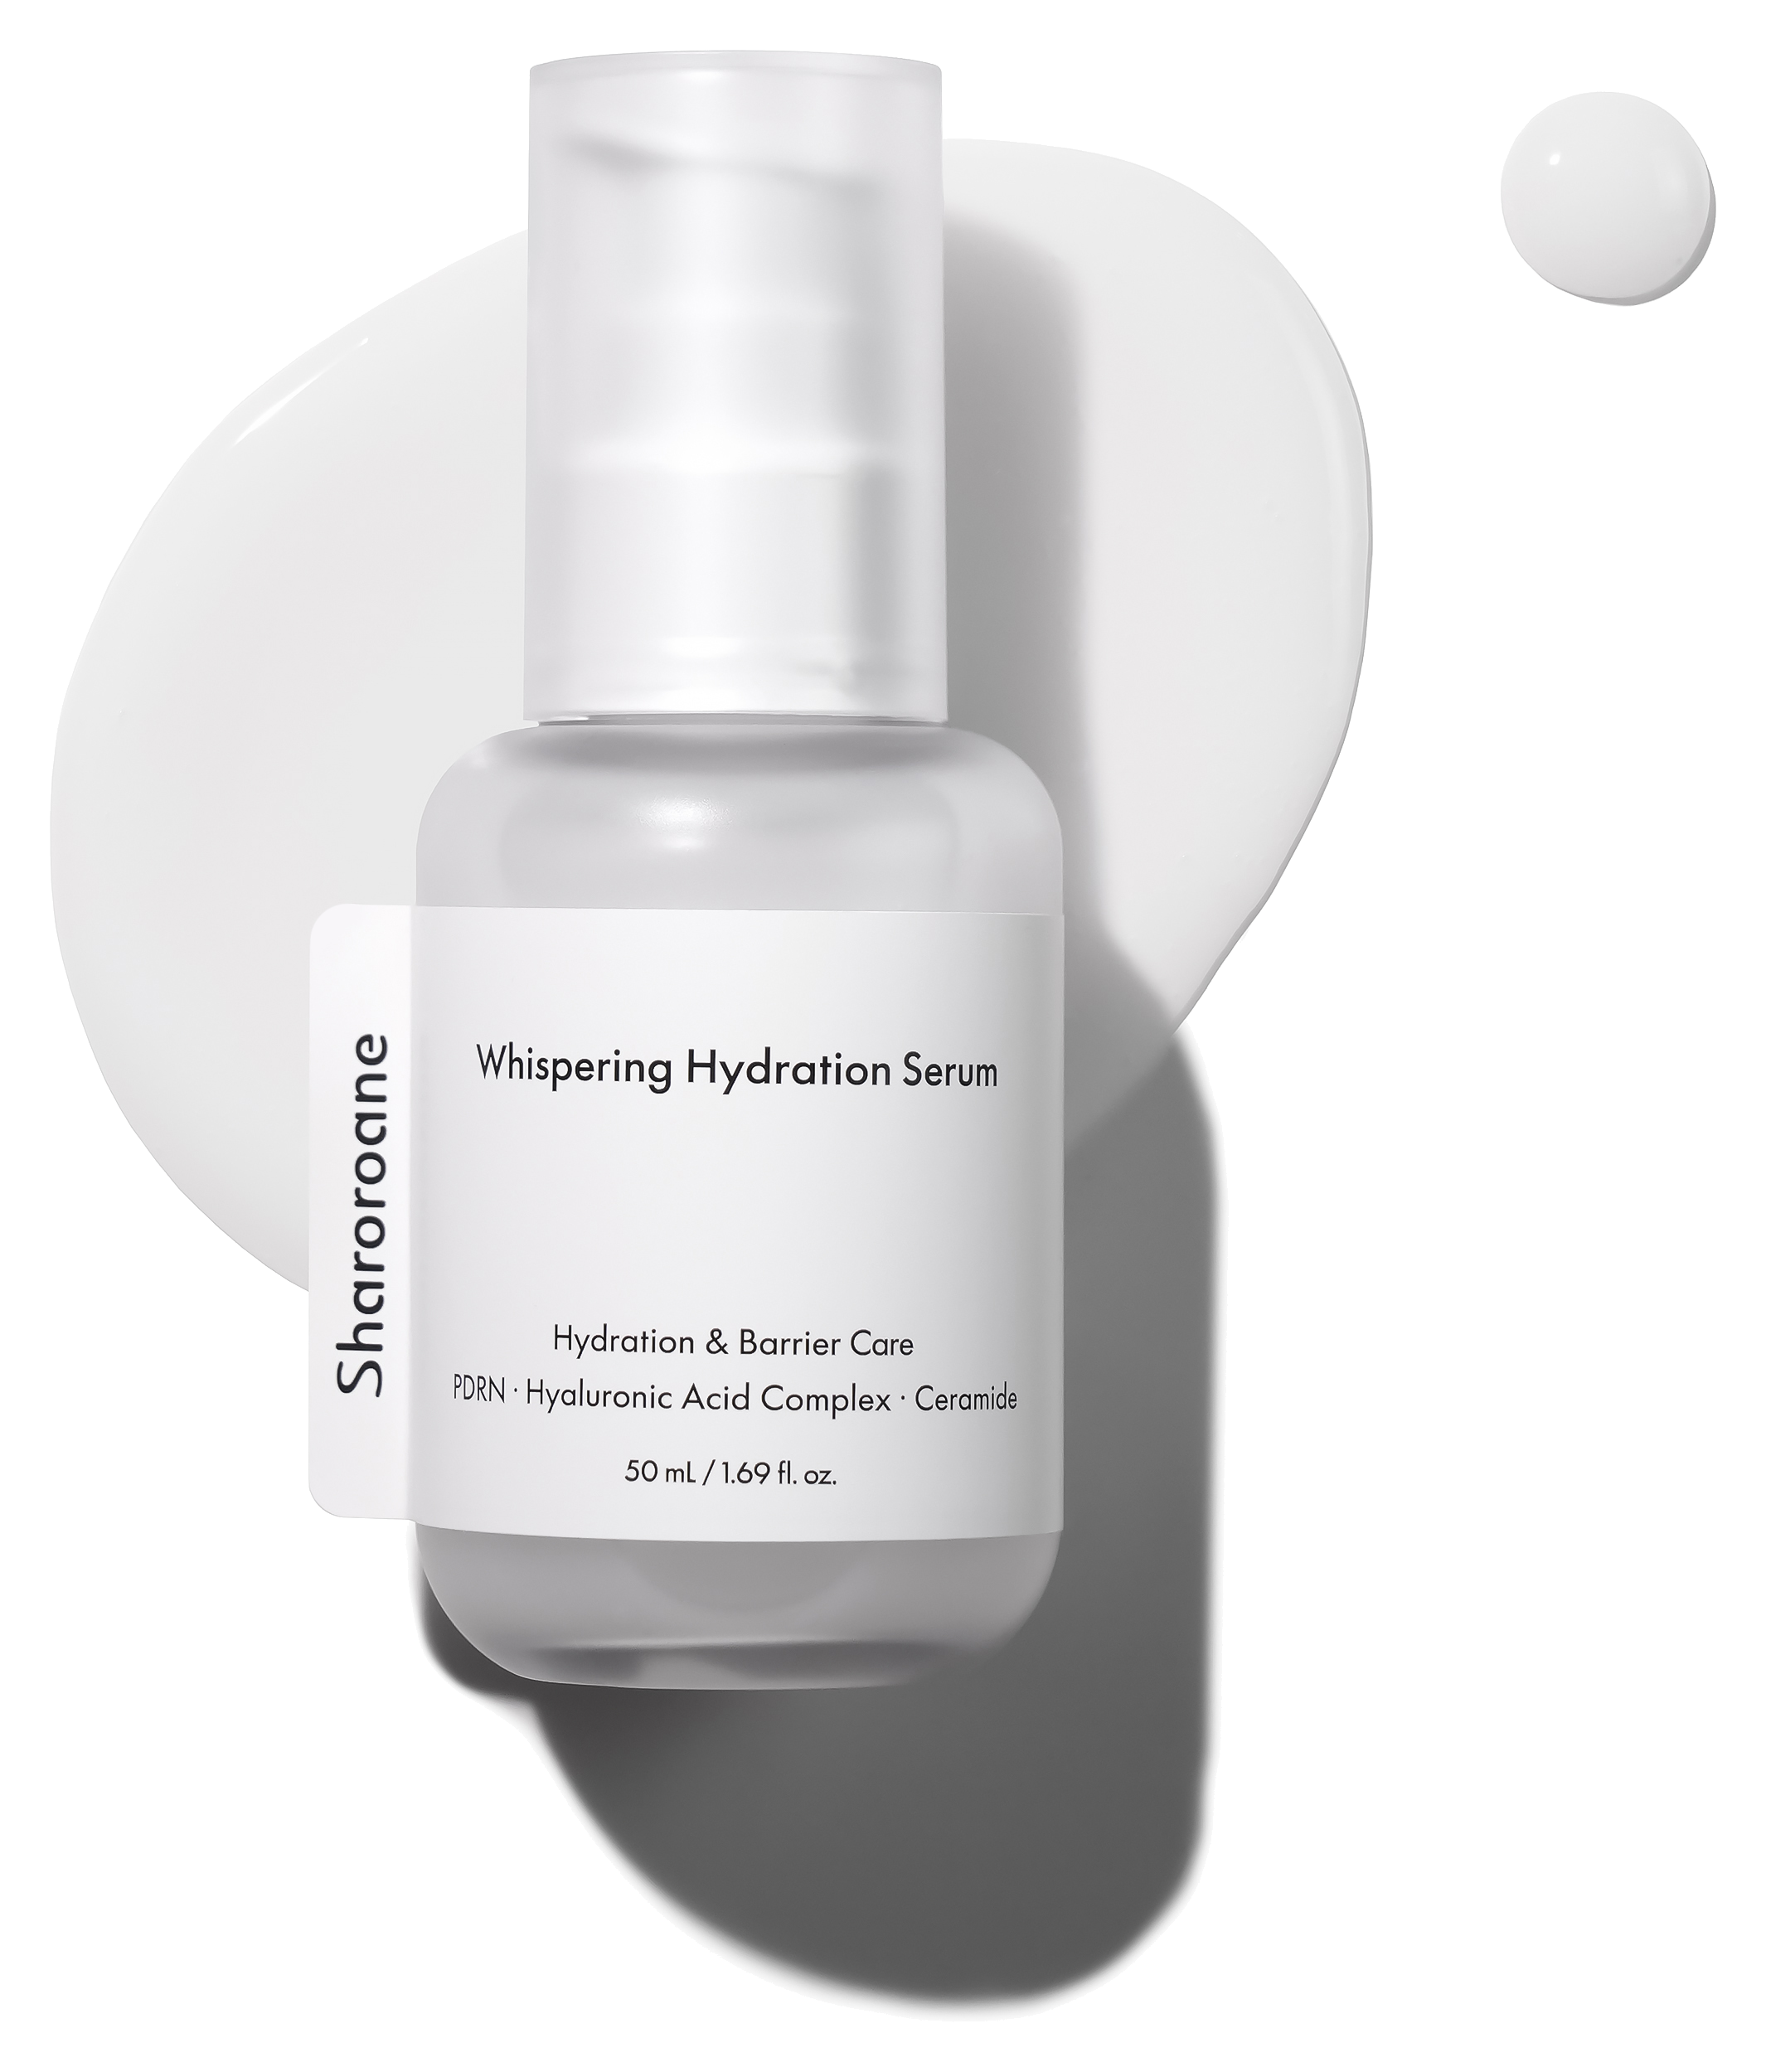 Sharoroane
Whispering Hydration Serum
Hydration & Barrier Care
PDRN · Hyaluronic Acid Complex · Ceramide
50 mL / 1.69 fl. oz.